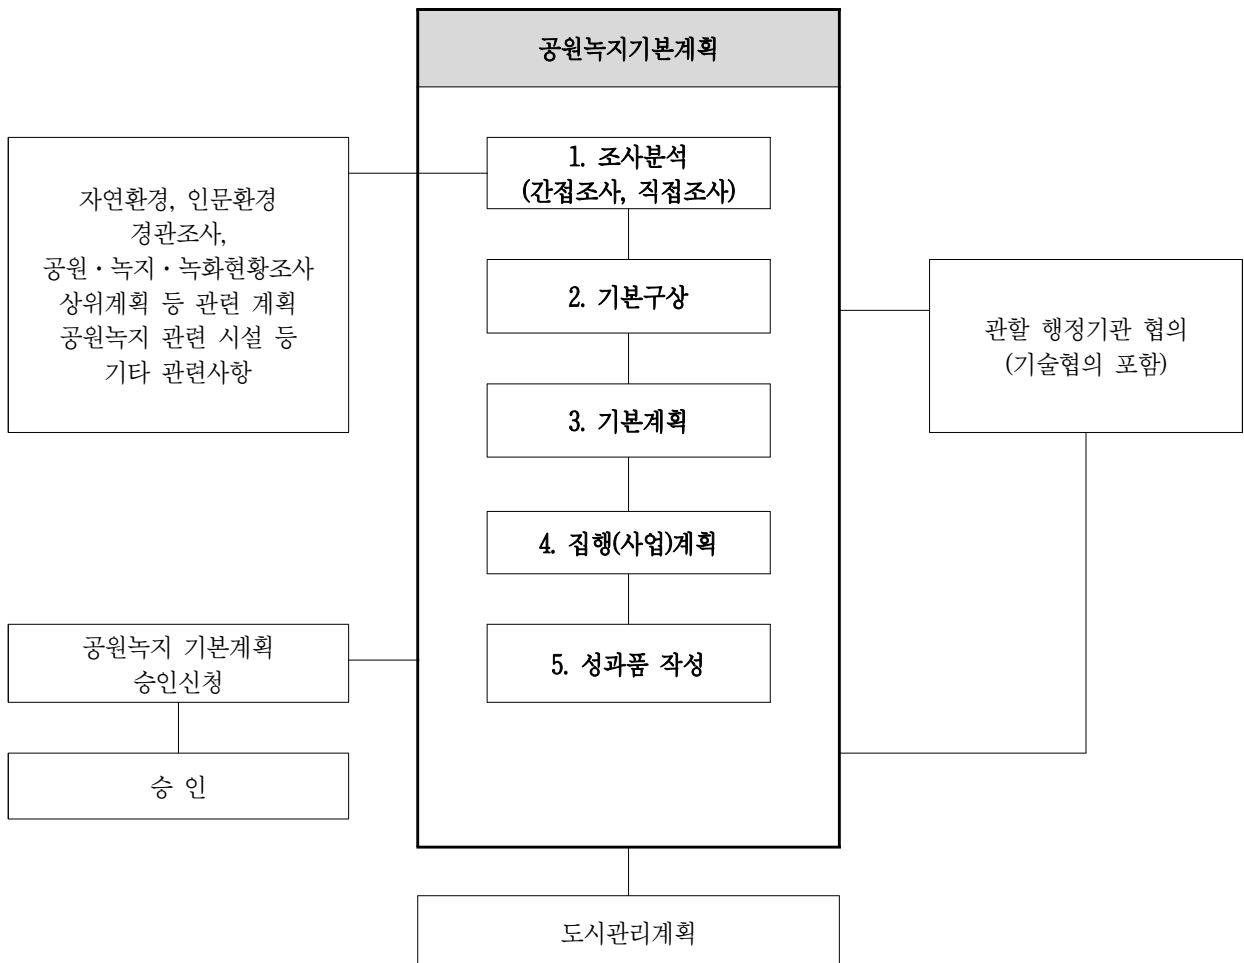 공원녹지기본계획
1. 조사분석
(간접조사, 직접조사)
자연환경, 인문환경
경관조사,
공원·녹지·녹화현황조사
상위계획 등 관련 계획
공원녹지 관련 시설 등
기타 관련사항
2. 기본구상
관할 행정기관 협의
(기술협의 포함)
3. 기본계획
4. 집행(사업)계획
공원녹지 기본계획
승인신청
5. 성과품 작성
승 인
도시관리계획